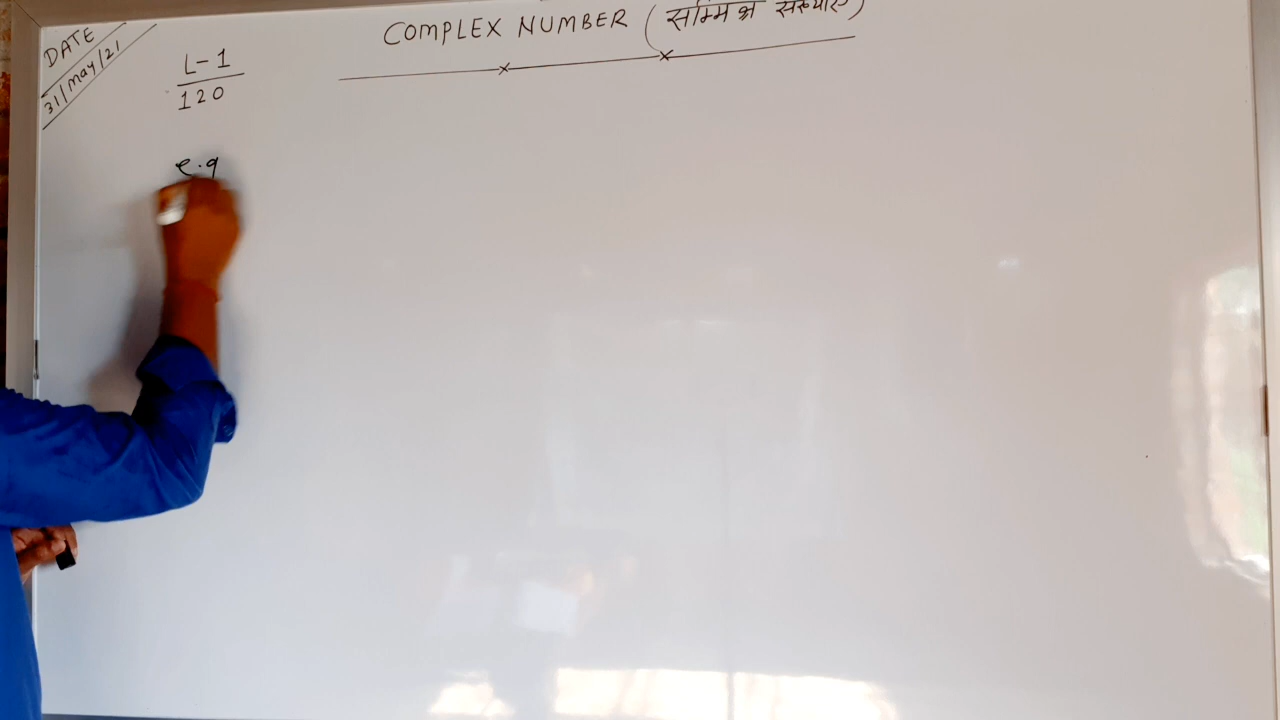 DATE
31/May/21
COMPLEX NUMBER (सम्मिश्र संख्याएं)
L-1
120
e.g